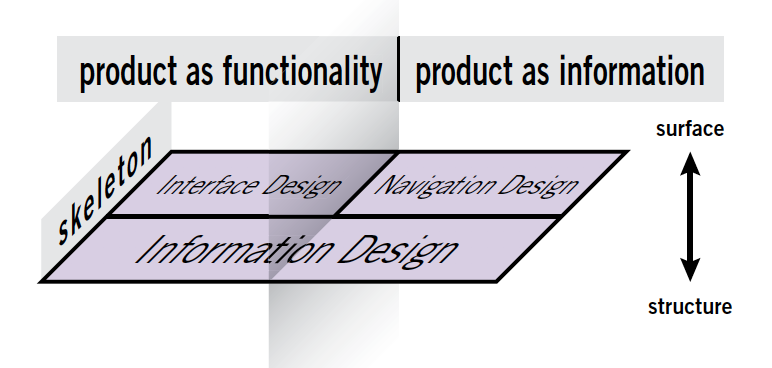 product as functionality
product as information
surface
skeleton
Interface Design
Navigation Design
Information Design
structure